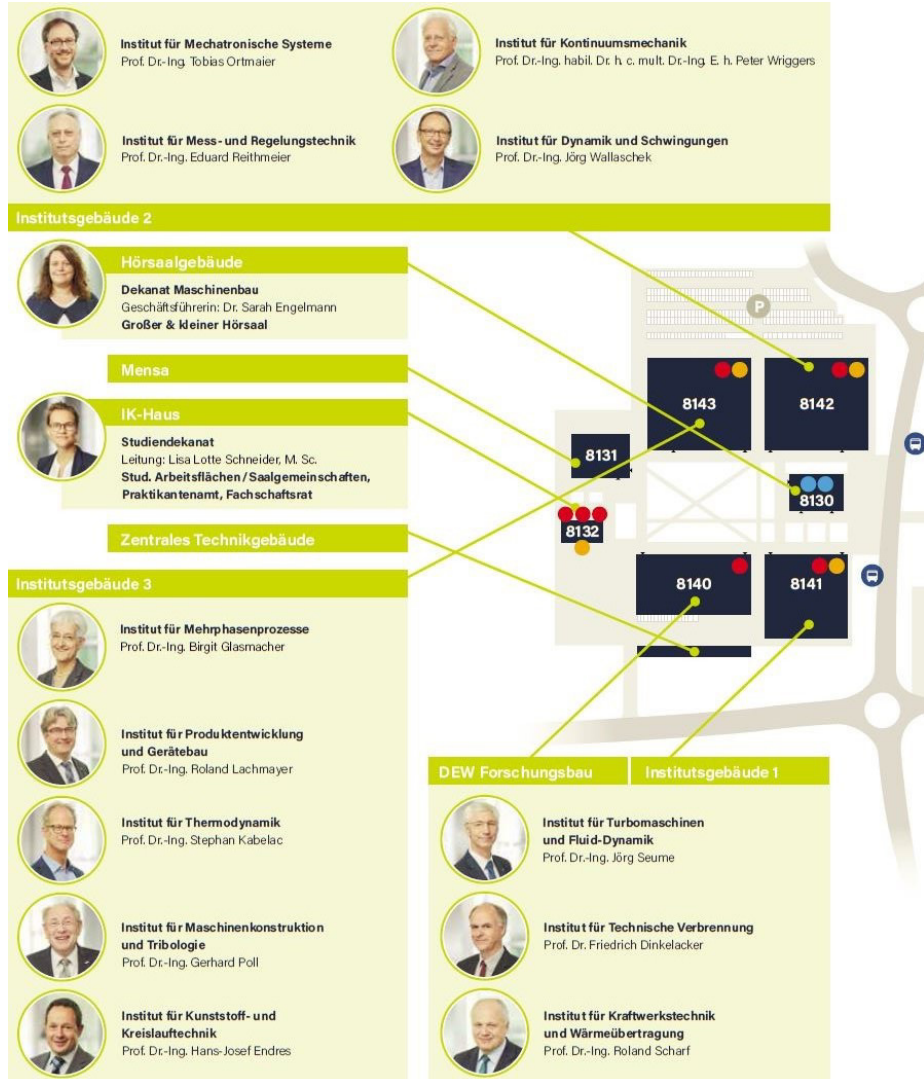 Institut für Mechatronische Systeme
Prof. Dr.-Ing. Tobias Ortmaier
Institut für Kontinuumsmechanik
Prof. Dr.-Ing. habil. Dr. h. c. mult. Dr.-Ing. E. h. Peter Wriggers
Institut für Mess- und Regelungstechnik
Prof. Dr.-Ing. Eduard Reithmeier
Institut für Dynamik und Schwingungen
Prof. Dr.-Ing. Jörg Wallaschek
Institutsgebäude 2
Hörsaalgebäude
Dekanat Maschinenbau
Geschäftsführerin: Dr. Sarah Engelmann
Großer & kleiner Hörsaal
Mensa
IK-Haus
Studiendekanat
Leitung: Lisa Lotte Schneider, M. Sc.
Stud. Arbeitsflächen / Saalgemeinschaften,
Praktikantenamt, Fachschaftsrat
Zentrales Technikgebäude
P
8143
8142
8131
8130
8132
8140
8141
Institutsgebäude 3
Institut für Mehrphasenprozesse
Prof. Dr.-Ing. Birgit Glasmacher
Institut für Produktentwicklung
und Gerätebau
Prof. Dr.-Ing. Roland Lachmayer
Institut für Thermodynamik
Prof. Dr.-Ing. Stephan Kabelac
Institut für Maschinenkonstruktion
und Tribologie
Prof. Dr.-Ing. Gerhard Poll
Institut für Kunststoff- und
Kreislauftechnik
Prof. Dr.-Ing. Hans-Josef Endres
DEW Forschungsbau
Institutsgebäude 1
Institut für Turbomaschinen
und Fluid-Dynamik
Prof. Dr.-Ing. Jörg Seume
Institut für Technische Verbrennung
Prof. Dr. Friedrich Dinkelacker
Institut für Kraftwerkstechnik
und Wärmeübertragung
Prof. Dr.-Ing. Roland Scharf